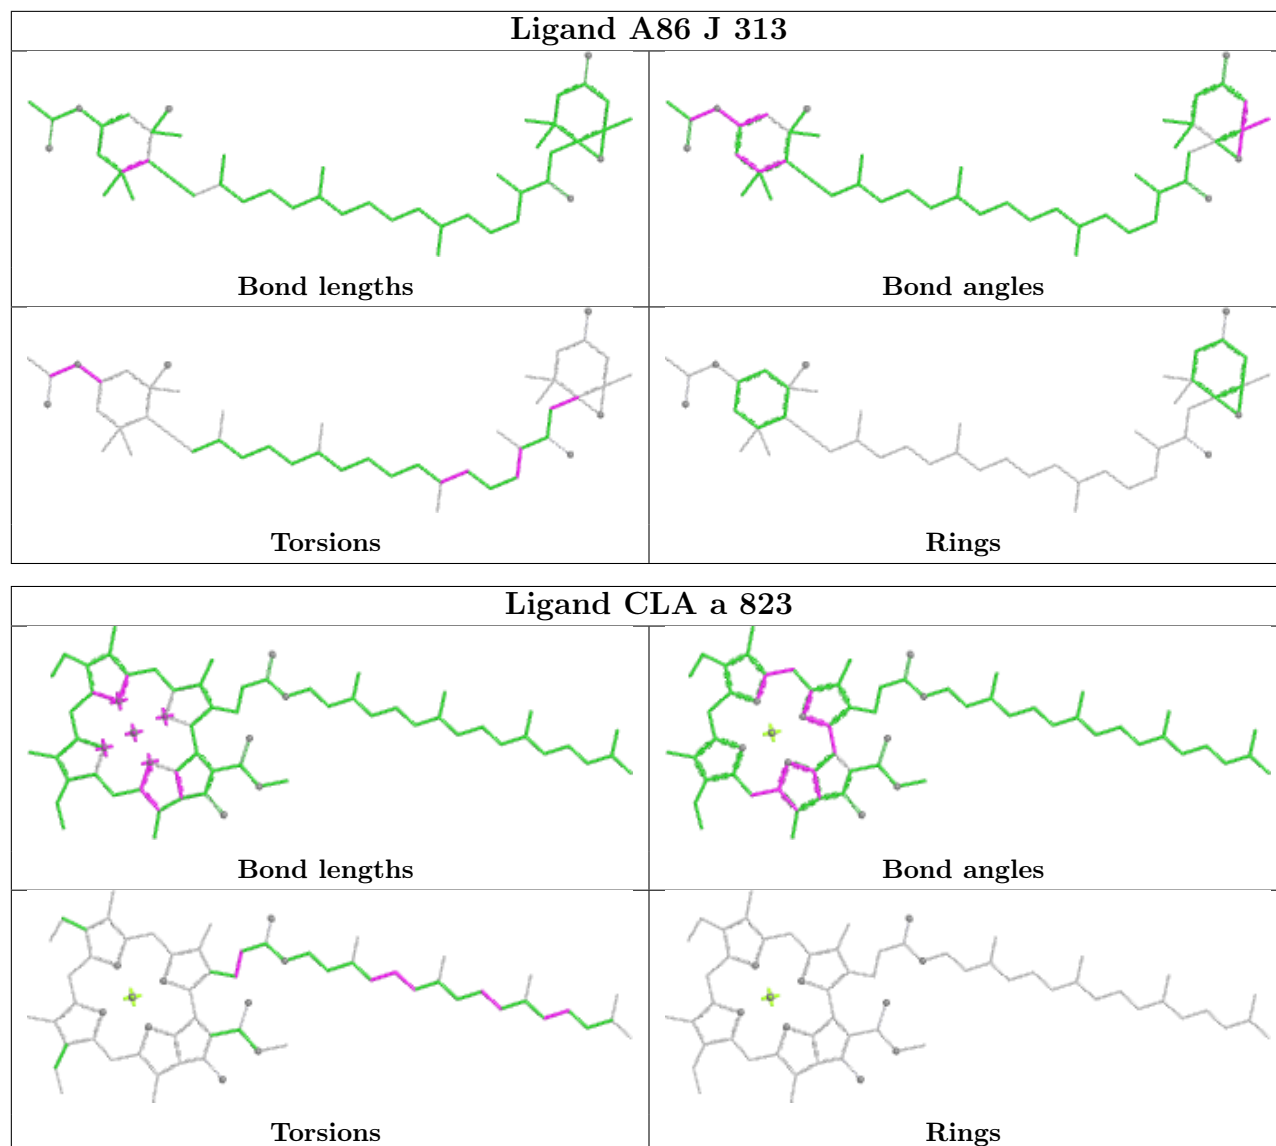 Ligand A86 J 313
Bond lengths
Bond angles
Torsions
Rings
Ligand CLA a 823
Bond lengths
Bond angles
Torsions
Rings